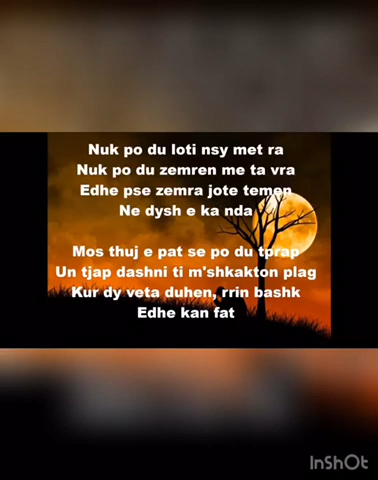 Nuk po du loti nsy met ra
Nuk po du zemren me ta vra
Edhe pse zemra jote temen
Ne dysh e ka nda
Mos thuj e pat se po du tprap
Un tjap dashni ti m'shkakton plag
Kur dy veta duhen, rrin bashk
Edhe kan fat
InShOt